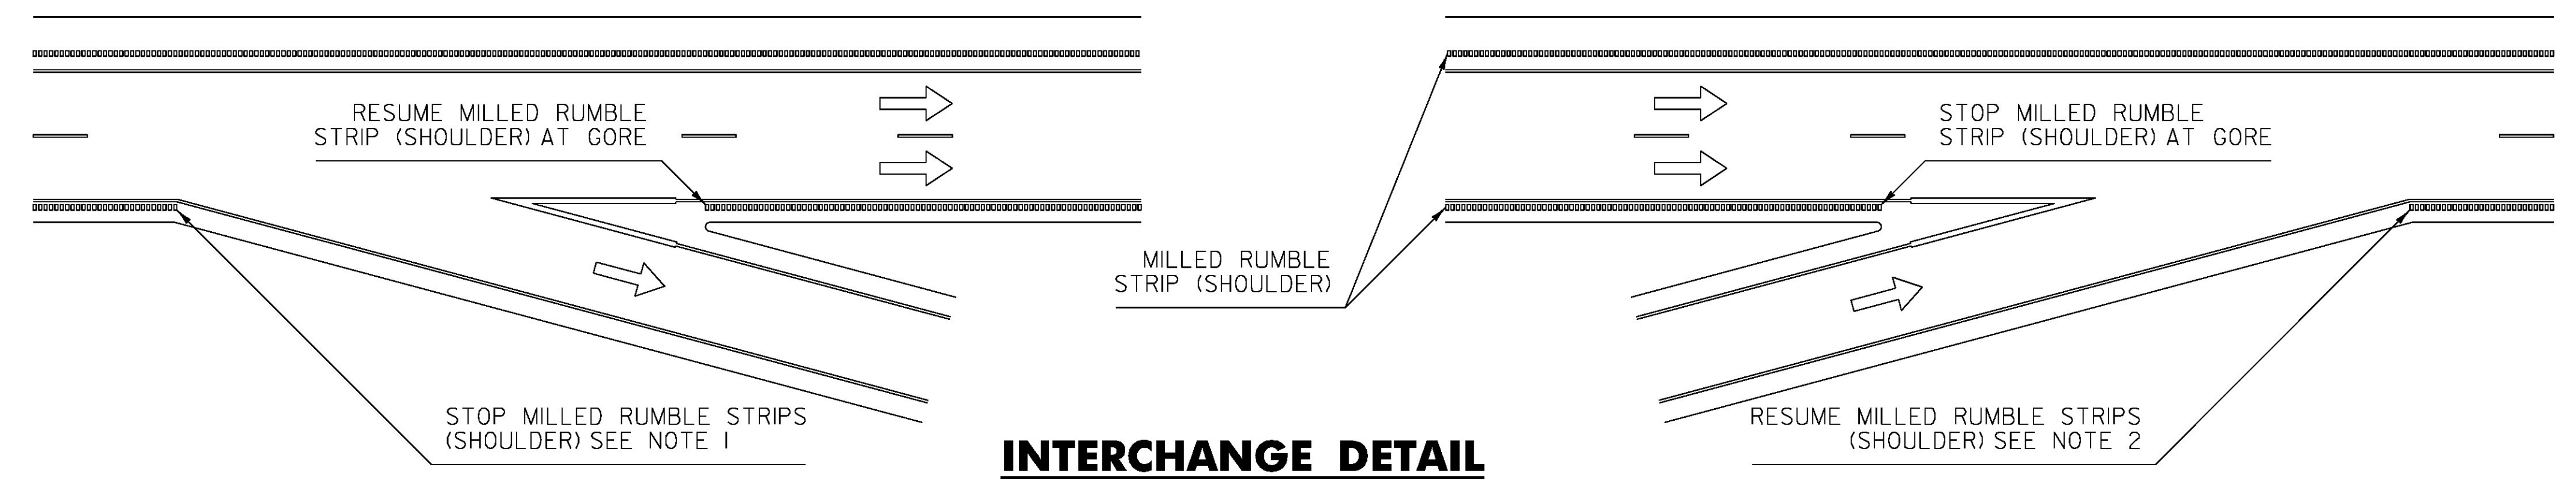 RESUME MILLED RUMBLE
STRIP (SHOULDER) AT GORE
STOP MILLED RUMBLE
STRIP (SHOULDER) AT GORE
MILLED RUMBLE
STRIP (SHOULDER)
STOP MILLED RUMBLE STRIPS
(SHOULDER) SEE NOTE 1
RESUME MILLED RUMBLE STRIPS
(SHOULDER) SEE NOTE 2
INTERCHANGE DETAIL